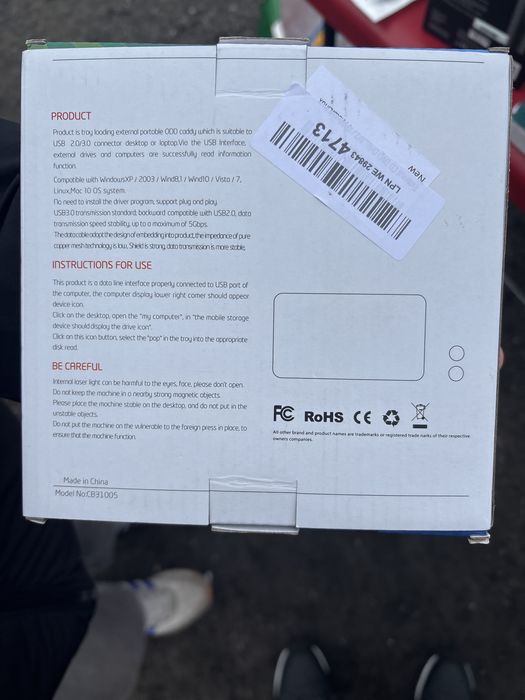 PRODUCT
Product is tray loading external portable ODD caddy which is suitable to
USB 2.0/3.0 connector desktop or laptop.Via the USB Interface,
external drives and computers are successfully read information
function.
Compatible with WindowsXP / 2003 / Wind8.1 / Wind10 / Vista / 7,
Linux,Mac 10 OS system.
No need to install the driver program, support plug and play.
USB3.0 transmission standard, backward compatible with USB2.0, data
transmission speed stability, up to a maximum of 5Gbps.
The data cable adopt the design of embedding into product, the impedance of pure
copper mesh technology is low, Shield is strong, data transmission is more stable.
INSTRUCTIONS FOR USE
This product is a data line interface properly connected to USB port of
the computer, the computer display lower right corner should appear
device icon.
Click on the desktop, open the "my computer", in "the mobile storage
device should display the drive icon".
Click on this icon button, select the "pop" in the tray into the appropriate
disk read.
BE CAREFUL
Internal laser light can be harmful to the eyes, face, please don't open.
Do not keep the machine in a nearby strong magnetic objects.
Please place the machine stable on the desktop, and do not put in the
unstable objects.
Do not put the machine on the vulnerable to the foreign press in place, to
ensure that the machine function.
Made in China
Model No:CB31005
LPN WE 29843 4713
New
FC RoHS CE
All other brand and product names are trademarks or registered trade narks of their respective
owners companies.